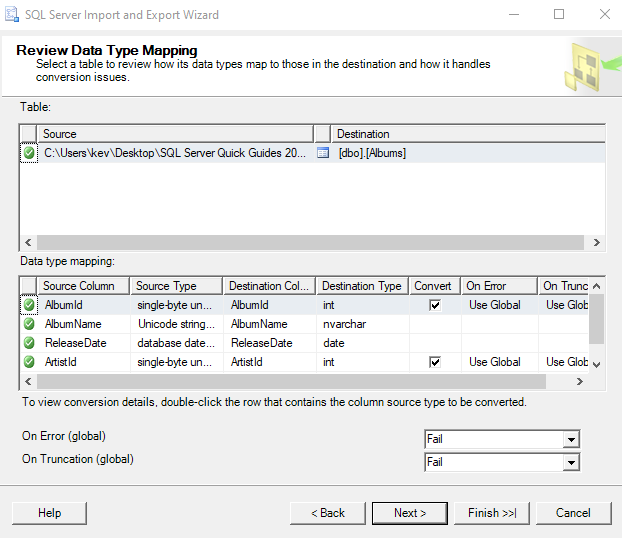 SQL Server Import and Export Wizard
Review Data Type Mapping
Select a table to review how its data types map to those in the destination and how it handles
conversion issues.
Table:
Source Destination
C:\Users\kev\Desktop\SQL Server Quick Guides 20... [dbo].[Albums]
Data type mapping:
Source Column Source Type Destination Col... Destination Type Convert On Error On Trunc
AlbumId single-byte un... AlbumId int Use Global Use Glob
AlbumName Unicode string... AlbumName nvarchar
ReleaseDate database date... ReleaseDate date
ArtistId single-byte un... ArtistId int Use Global Use Glob
To view conversion details, double-click the row that contains the column source type to be converted.
On Error (global) Fail
On Truncation (global) Fail
Help < Back Next > Finish >>| Cancel